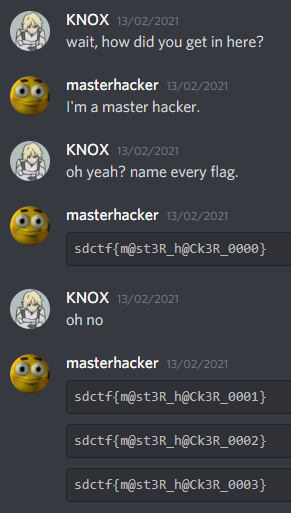 KNOX 13/02/2021
wait, how did you get in here?
masterhacker 13/02/2021
I'm a master hacker.
KNOX 13/02/2021
oh yeah? name every flag.
masterhacker 13/02/2021
sdctf{m@st3R_h@Ck3R_0000}
KNOX 13/02/2021
oh no
masterhacker 13/02/2021
sdctf{m@st3R_h@Ck3R_0001}
sdctf{m@st3R_h@Ck3R_0002}
sdctf{m@st3R_h@Ck3R_0003}